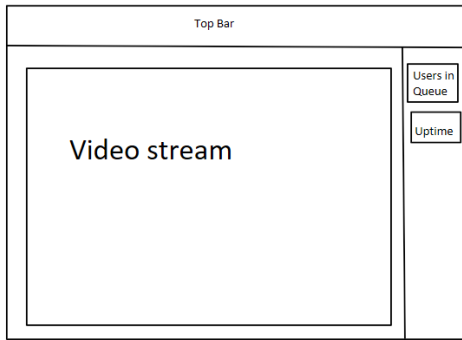 Top Bar
Users in
Queue
Uptime
Video stream